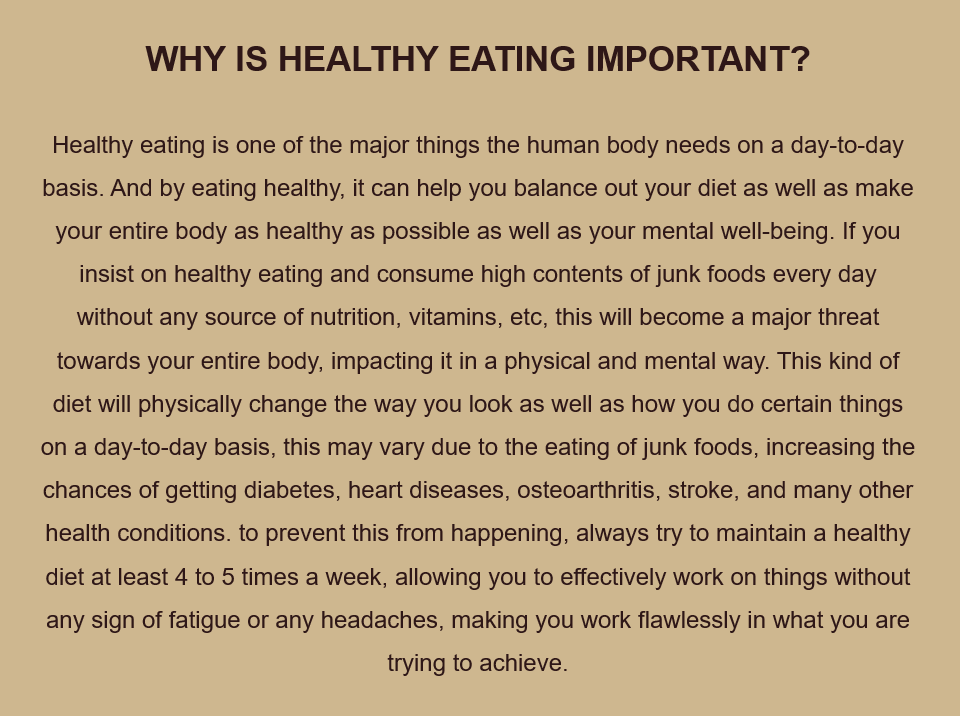 WHY IS HEALTHY EATING IMPORTANT?
Healthy eating is one of the major things the human body needs on a day-to-day
basis. And by eating healthy, it can help you balance out your diet as well as make
your entire body as healthy as possible as well as your mental well-being. If you
insist on healthy eating and consume high contents of junk foods every day
without any source of nutrition, vitamins, etc, this will become a major threat
towards your entire body, impacting it in a physical and mental way. This kind of
diet will physically change the way you look as well as how you do certain things
on a day-to-day basis, this may vary due to the eating of junk foods, increasing the
chances of getting diabetes, heart diseases, osteoarthritis, stroke, and many other
health conditions. to prevent this from happening, always try to maintain a healthy
diet at least 4 to 5 times a week, allowing you to effectively work on things without
any sign of fatigue or any headaches, making you work flawlessly in what you are
trying to achieve.